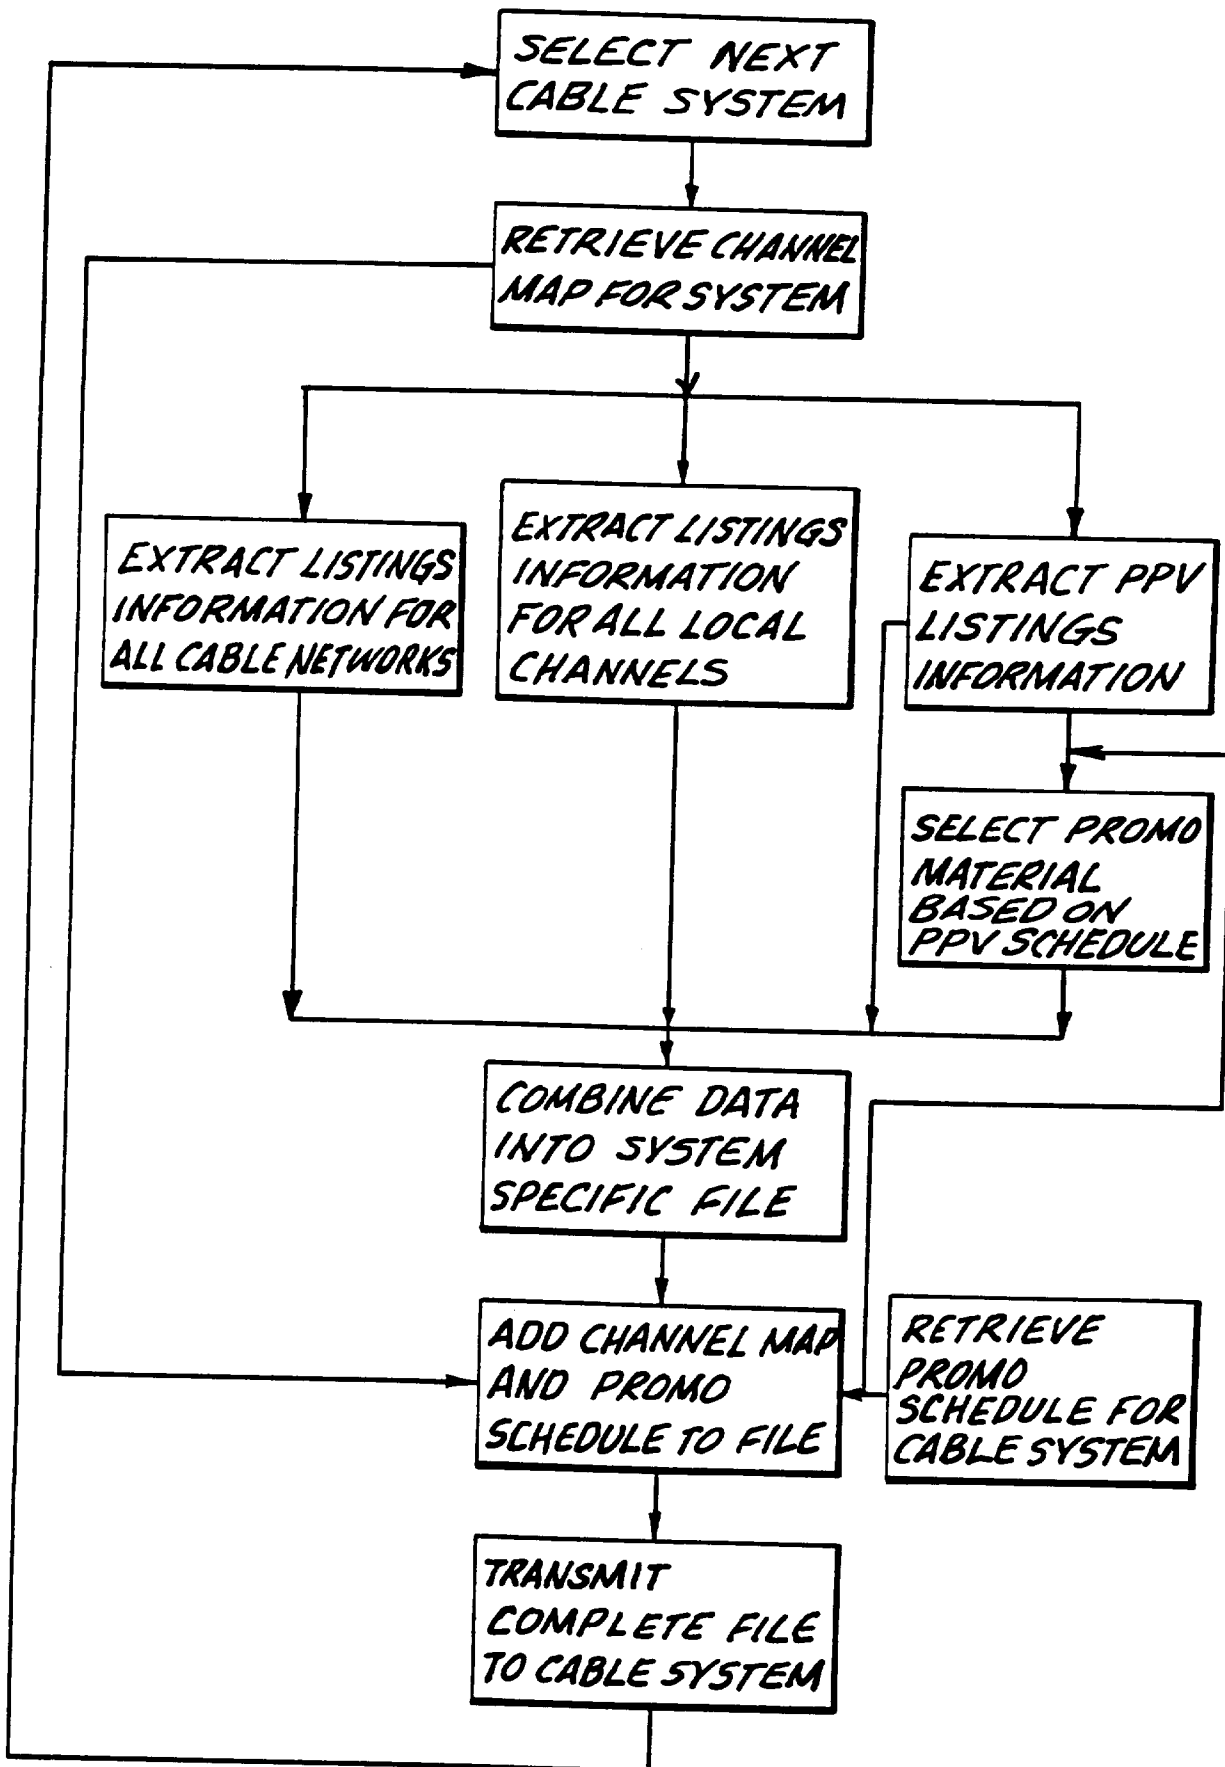 SELECT NEXT
CABLE SYSTEM
RETRIEVE CHANNEL
MAP FOR SYSTEM
EXTRACT LISTINGS
INFORMATION FOR
ALL CABLE NETWORKS
EXTRACT LISTINGS
INFORMATION
FOR ALL LOCAL
CHANNELS
EXTRACT PPV
LISTINGS
INFORMATION
SELECT PROMO
MATERIAL
BASED ON
PPV SCHEDULE
COMBINE DATA
INTO SYSTEM
SPECIFIC FILE
ADD CHANNEL MAP
AND PROMO
SCHEDULE TO FILE
RETRIEVE
PROMO
SCHEDULE FOR
CABLE SYSTEM
TRANSMIT
COMPLETE FILE
TO CABLE SYSTEM